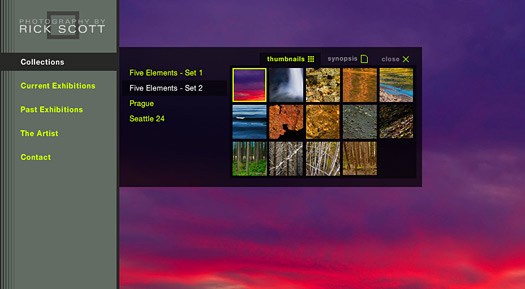 PHOTOGRAPHY BY
RICK SCOTT
Collections
Current Exhibitions
Past Exhibitions
The Artist
Contact
thumbnails
synopsis
close
Five Elements - Set 1
Five Elements - Set 2
Prague
Seattle 24